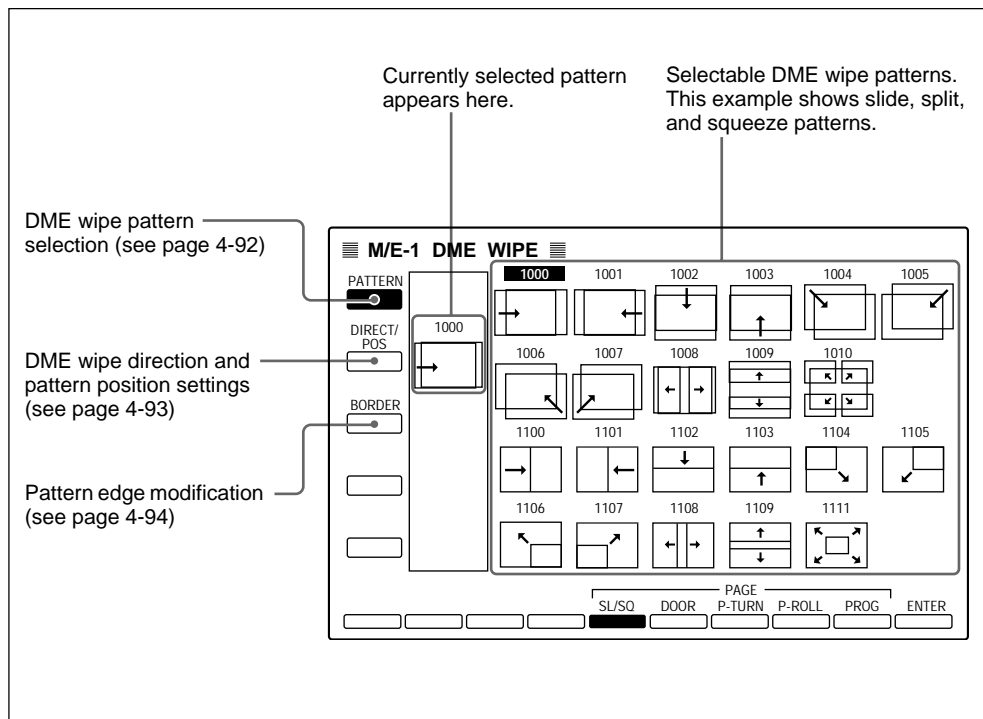 Currently selected pattern
appears here.
Selectable DME wipe patterns.
This example shows slide, split,
and squeeze patterns.
DME wipe pattern
selection (see page 4-92)
DME wipe direction and
pattern position settings
(see page 4-93)
Pattern edge modification
(see page 4-94)
M/E-1 DME WIPE
PATTERN
DIRECT/
POS
BORDER
1000
1000 1001 1002 1003 1004 1005
1006 1007 1008 1009 1010
1100 1101 1102 1103 1104 1105
1106 1107 1108 1109 1111
PAGE
SL/SQ DOOR P-TURN P-ROLL PROG ENTER